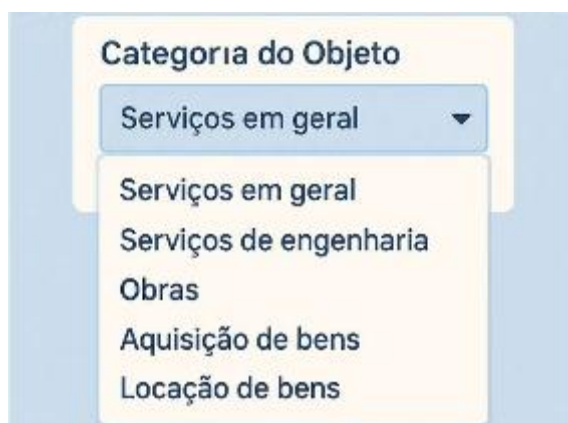 Categoria do Objeto
Serviços em geral
Serviços em geral
Serviços de engenharia
Obras
Aquisição de bens
Locação de bens